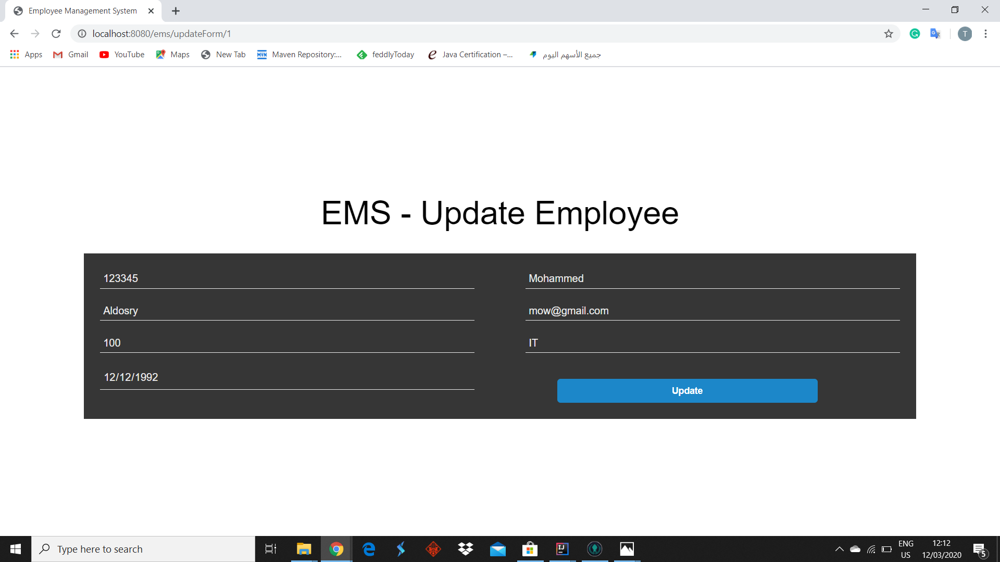 Employee Management System
localhost:8080/ems/updateForm/1
T
Apps Gmail YouTube Maps New Tab Maven Repository:... feddlyToday Java Certification –... جميع الأسهم اليوم
EMS - Update Employee
123345 Mohammed
Aldosry mow@gmail.com
100 IT
12/12/1992
Update
Type here to search
ENG 12:12
US 12/03/2020 5